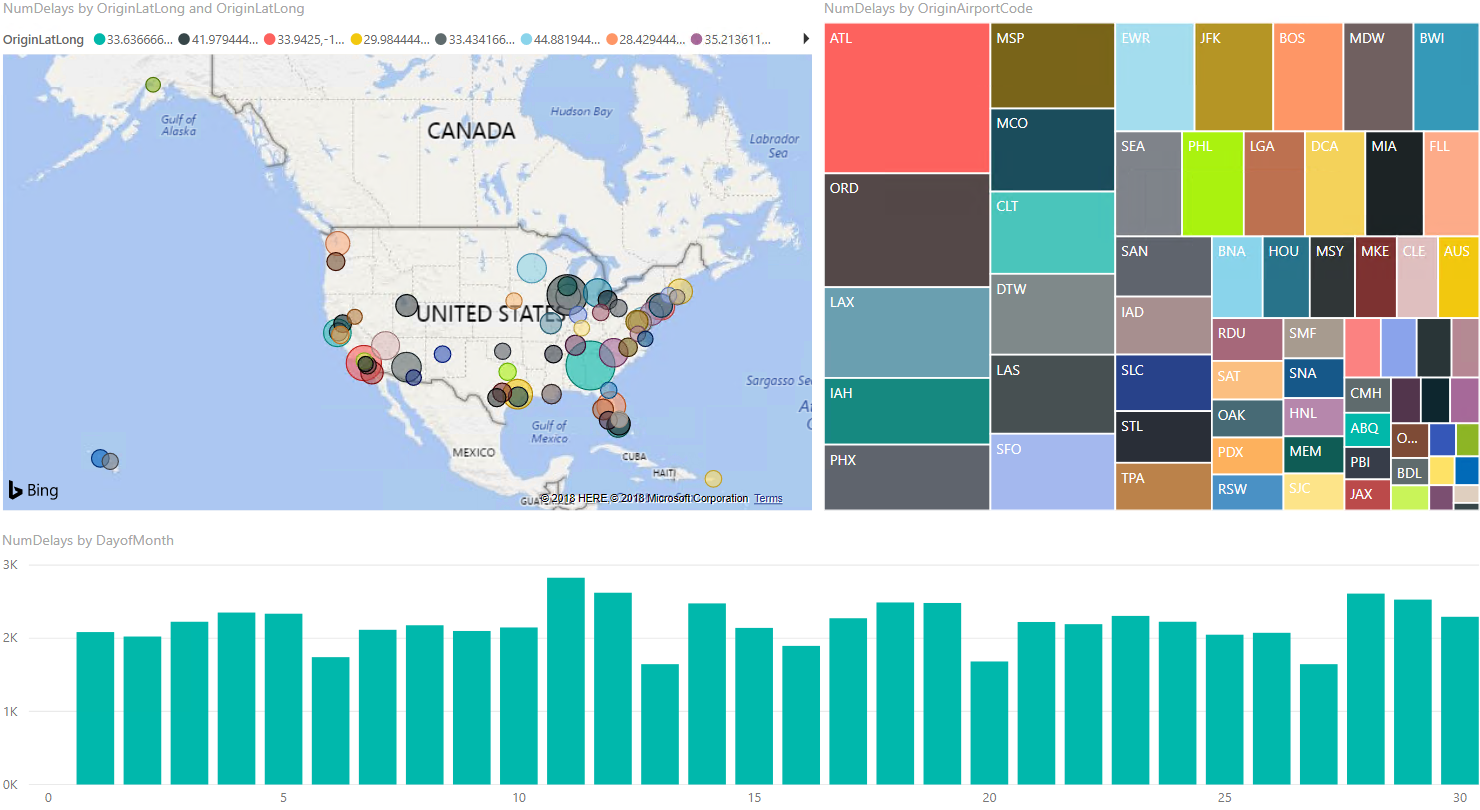 NumDelays by OriginLatLong and OriginLatLong
OriginLatLong 33.636666... 41.979444... 33.9425,-1... 29.984444... 33.434166... 44.881944... 28.429444... 35.213611...
Gulf of
Alaska
CANADA
Hudson Bay
Labrador
Sea
UNITED STATES
Sargasso Sea
Gulf of
Mexico
MEXICO
CUBA
HAITI
Bing
© 2018 HERE © 2018 Microsoft Corporation Terms
NumDelays by OriginAirportCode
ATL
MSP
EWR
JFK
BOS
MDW
BWI
MCO
SEA
PHL
LGA
DCA
MIA
FLL
ORD
CLT
SAN
BNA
HOU
MSY
MKE
CLE
AUS
LAX
DTW
IAD
RDU
SMF
IAH
LAS
SLC
SAT
SNA
CMH
OAK
HNL
ABQ
PHX
SFO
STL
PDX
MEM
PBI
O...
TPA
RSW
SJC
JAX
BDL
NumDelays by DayofMonth
3K
2K
1K
0K
0 5 10 15 20 25 30